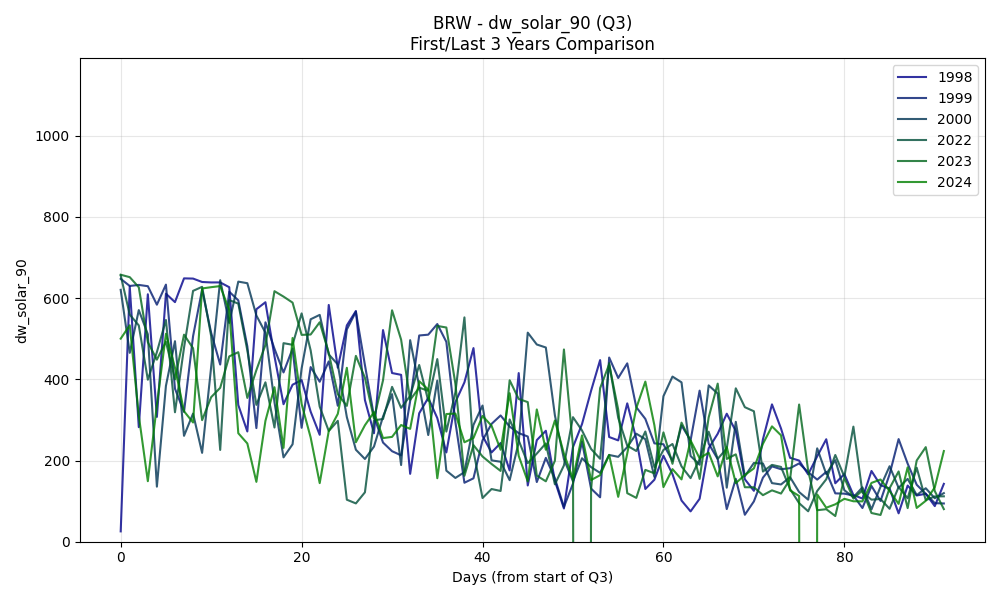 BRW - dw_solar_90 (Q3)
First/Last 3 Years Comparison
1998
1999
2000
2022
2023
2024
dw_solar_90
1000
800
600
400
200
0
0 20 40 60 80
Days (from start of Q3)